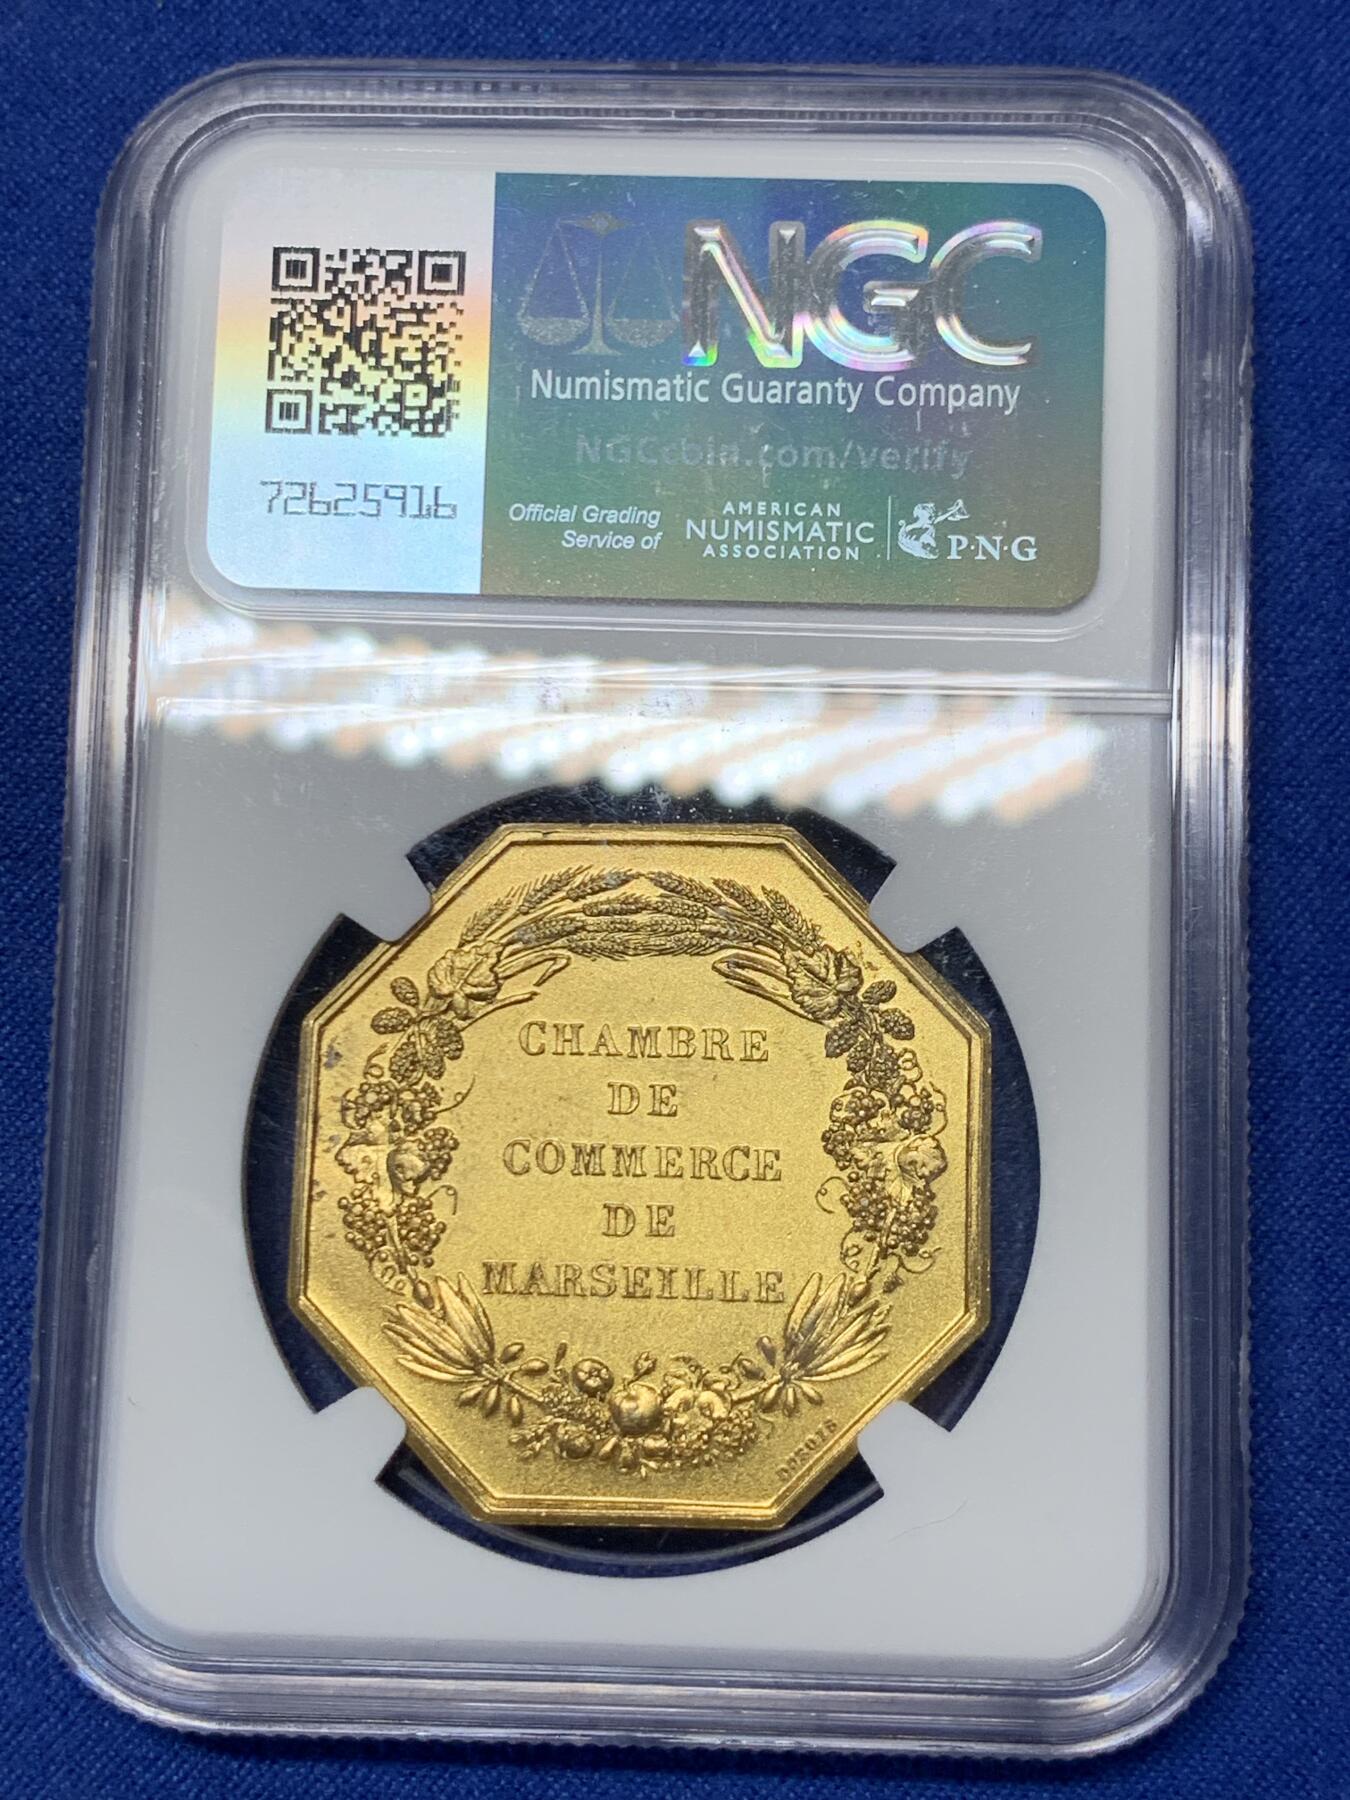 NGC
Numismatic Guaranty Company
NGCcoin.com/verify
72625916
Official Grading
Service of
AMERICAN
NUMISMATIC
ASSOCIATION
P·N·G
CHAMBRE
DE
COMMERCE
DE
MARSEILLE